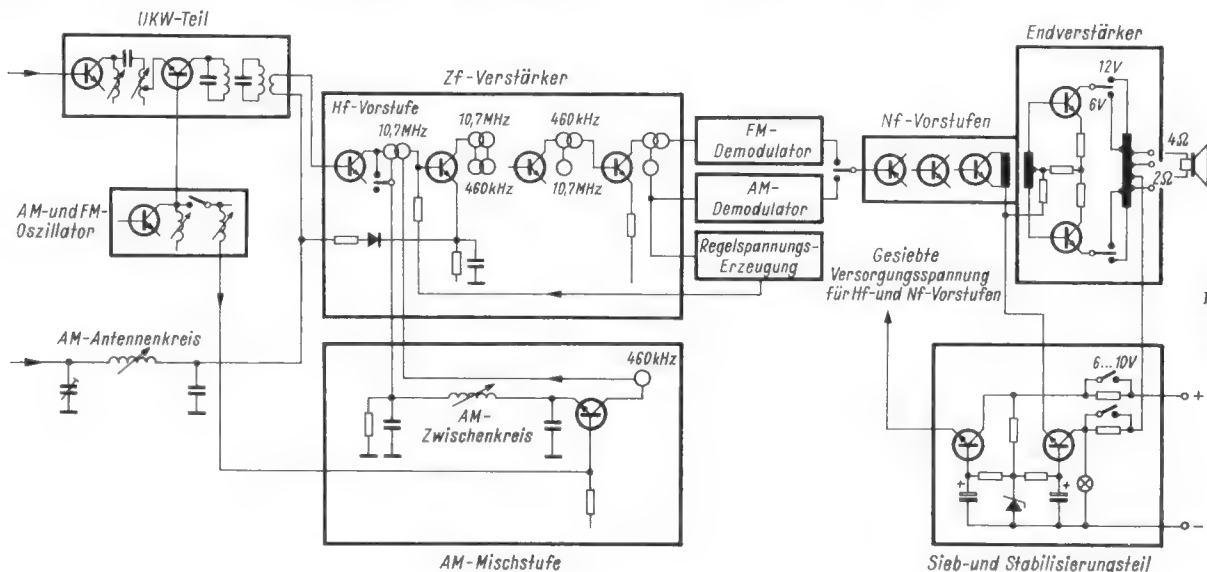 UKW-Teil
Endverstärker
Zf-Verstärker
12V
6V
Hf-Vorstufe
10,7MHz
10,7MHz
460kHz
460kHz
10,7MHz
FM-
Demodulator
Nf-Vorstufen
4Ω
2Ω
AM-
Demodulator
AM-und FM-
Oszillator
Regelspannungs-
Erzeugung
Gesiebte
Versorgungsspannung
für Hf-und Nf-Vorstufen
AM-Antennenkreis
460kHz
6...10V
+
AM-
Zwischenkreis
+
+
-
AM-Mischstufe
Sieb-und Stabilisierungsteil